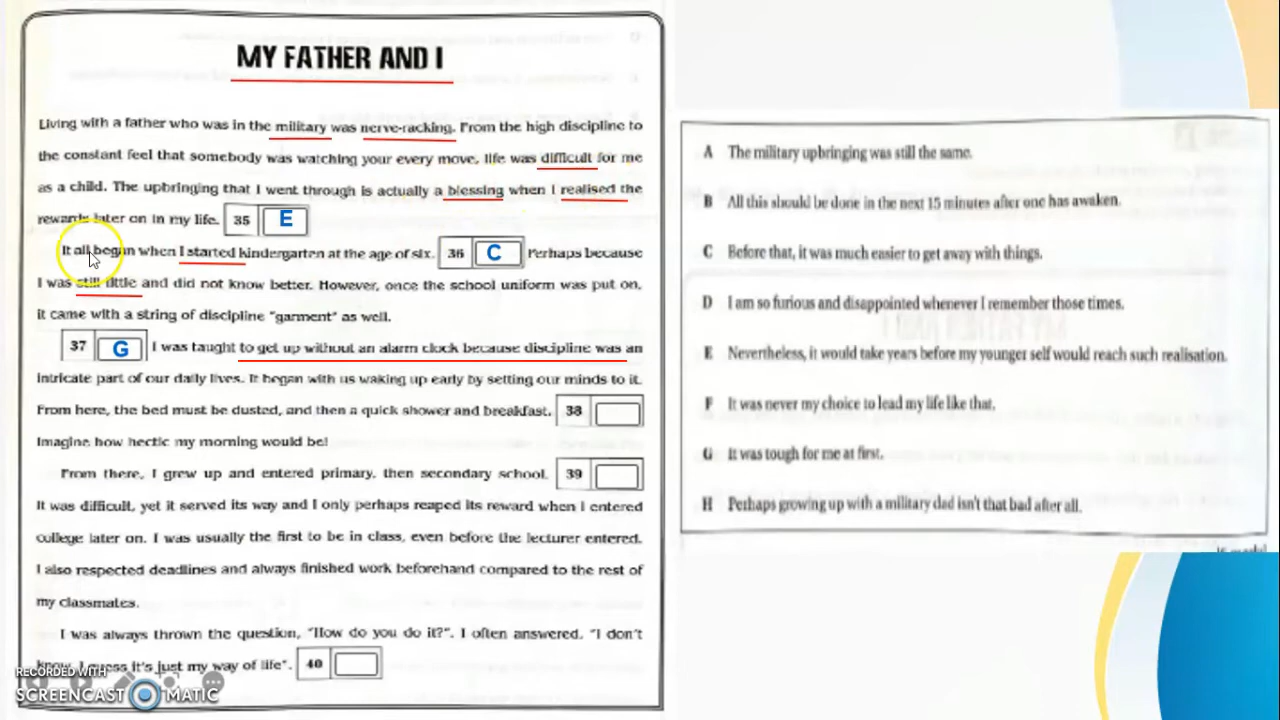 MY FATHER AND I
Living with a father who was in the military was nerve-racking. From the high discipline to
the constant feel that somebody was watching your every move, life was difficult for me
as a child. The upbringing that I went through is actually a blessing when I realised the
rewards later on in my life. 35 E
It all began when I started kindergarten at the age of six. 36 C Perhaps because
I was still little and did not know better. However, once the school uniform was put on,
it came with a string of discipline "garment" as well.
37 G I was taught to get up without an alarm clock because discipline was an
intricate part of our daily lives. It began with us waking up early by setting our minds to it.
From here, the bed must be dusted, and then a quick shower and breakfast. 38
Imagine how hectic my morning would be!
From there, I grew up and entered primary, then secondary school. 39
It was difficult, yet it served its way and I only perhaps reaped its reward when I entered
college later on. I was usually the first to be in class, even before the lecturer entered.
I also respected deadlines and always finished work beforehand compared to the rest of
my classmates.
I was always thrown the question, "How do you do it?". I often answered, "I don't
know, I guess it's just my way of life". 40
RECORDED WITH
SCREENCAST MATIC
A The military upbringing was still the same.
B All this should be done in the next 15 minutes after one has awaken.
C Before that, it was much easier to get away with things.
D I am so furious and disappointed whenever I remember those times.
E Nevertheless, it would take years before my younger self would reach such realisation.
F It was never my choice to lead my life like that.
G It was tough for me at first.
H Perhaps growing up with a military dad isn't that bad after all.